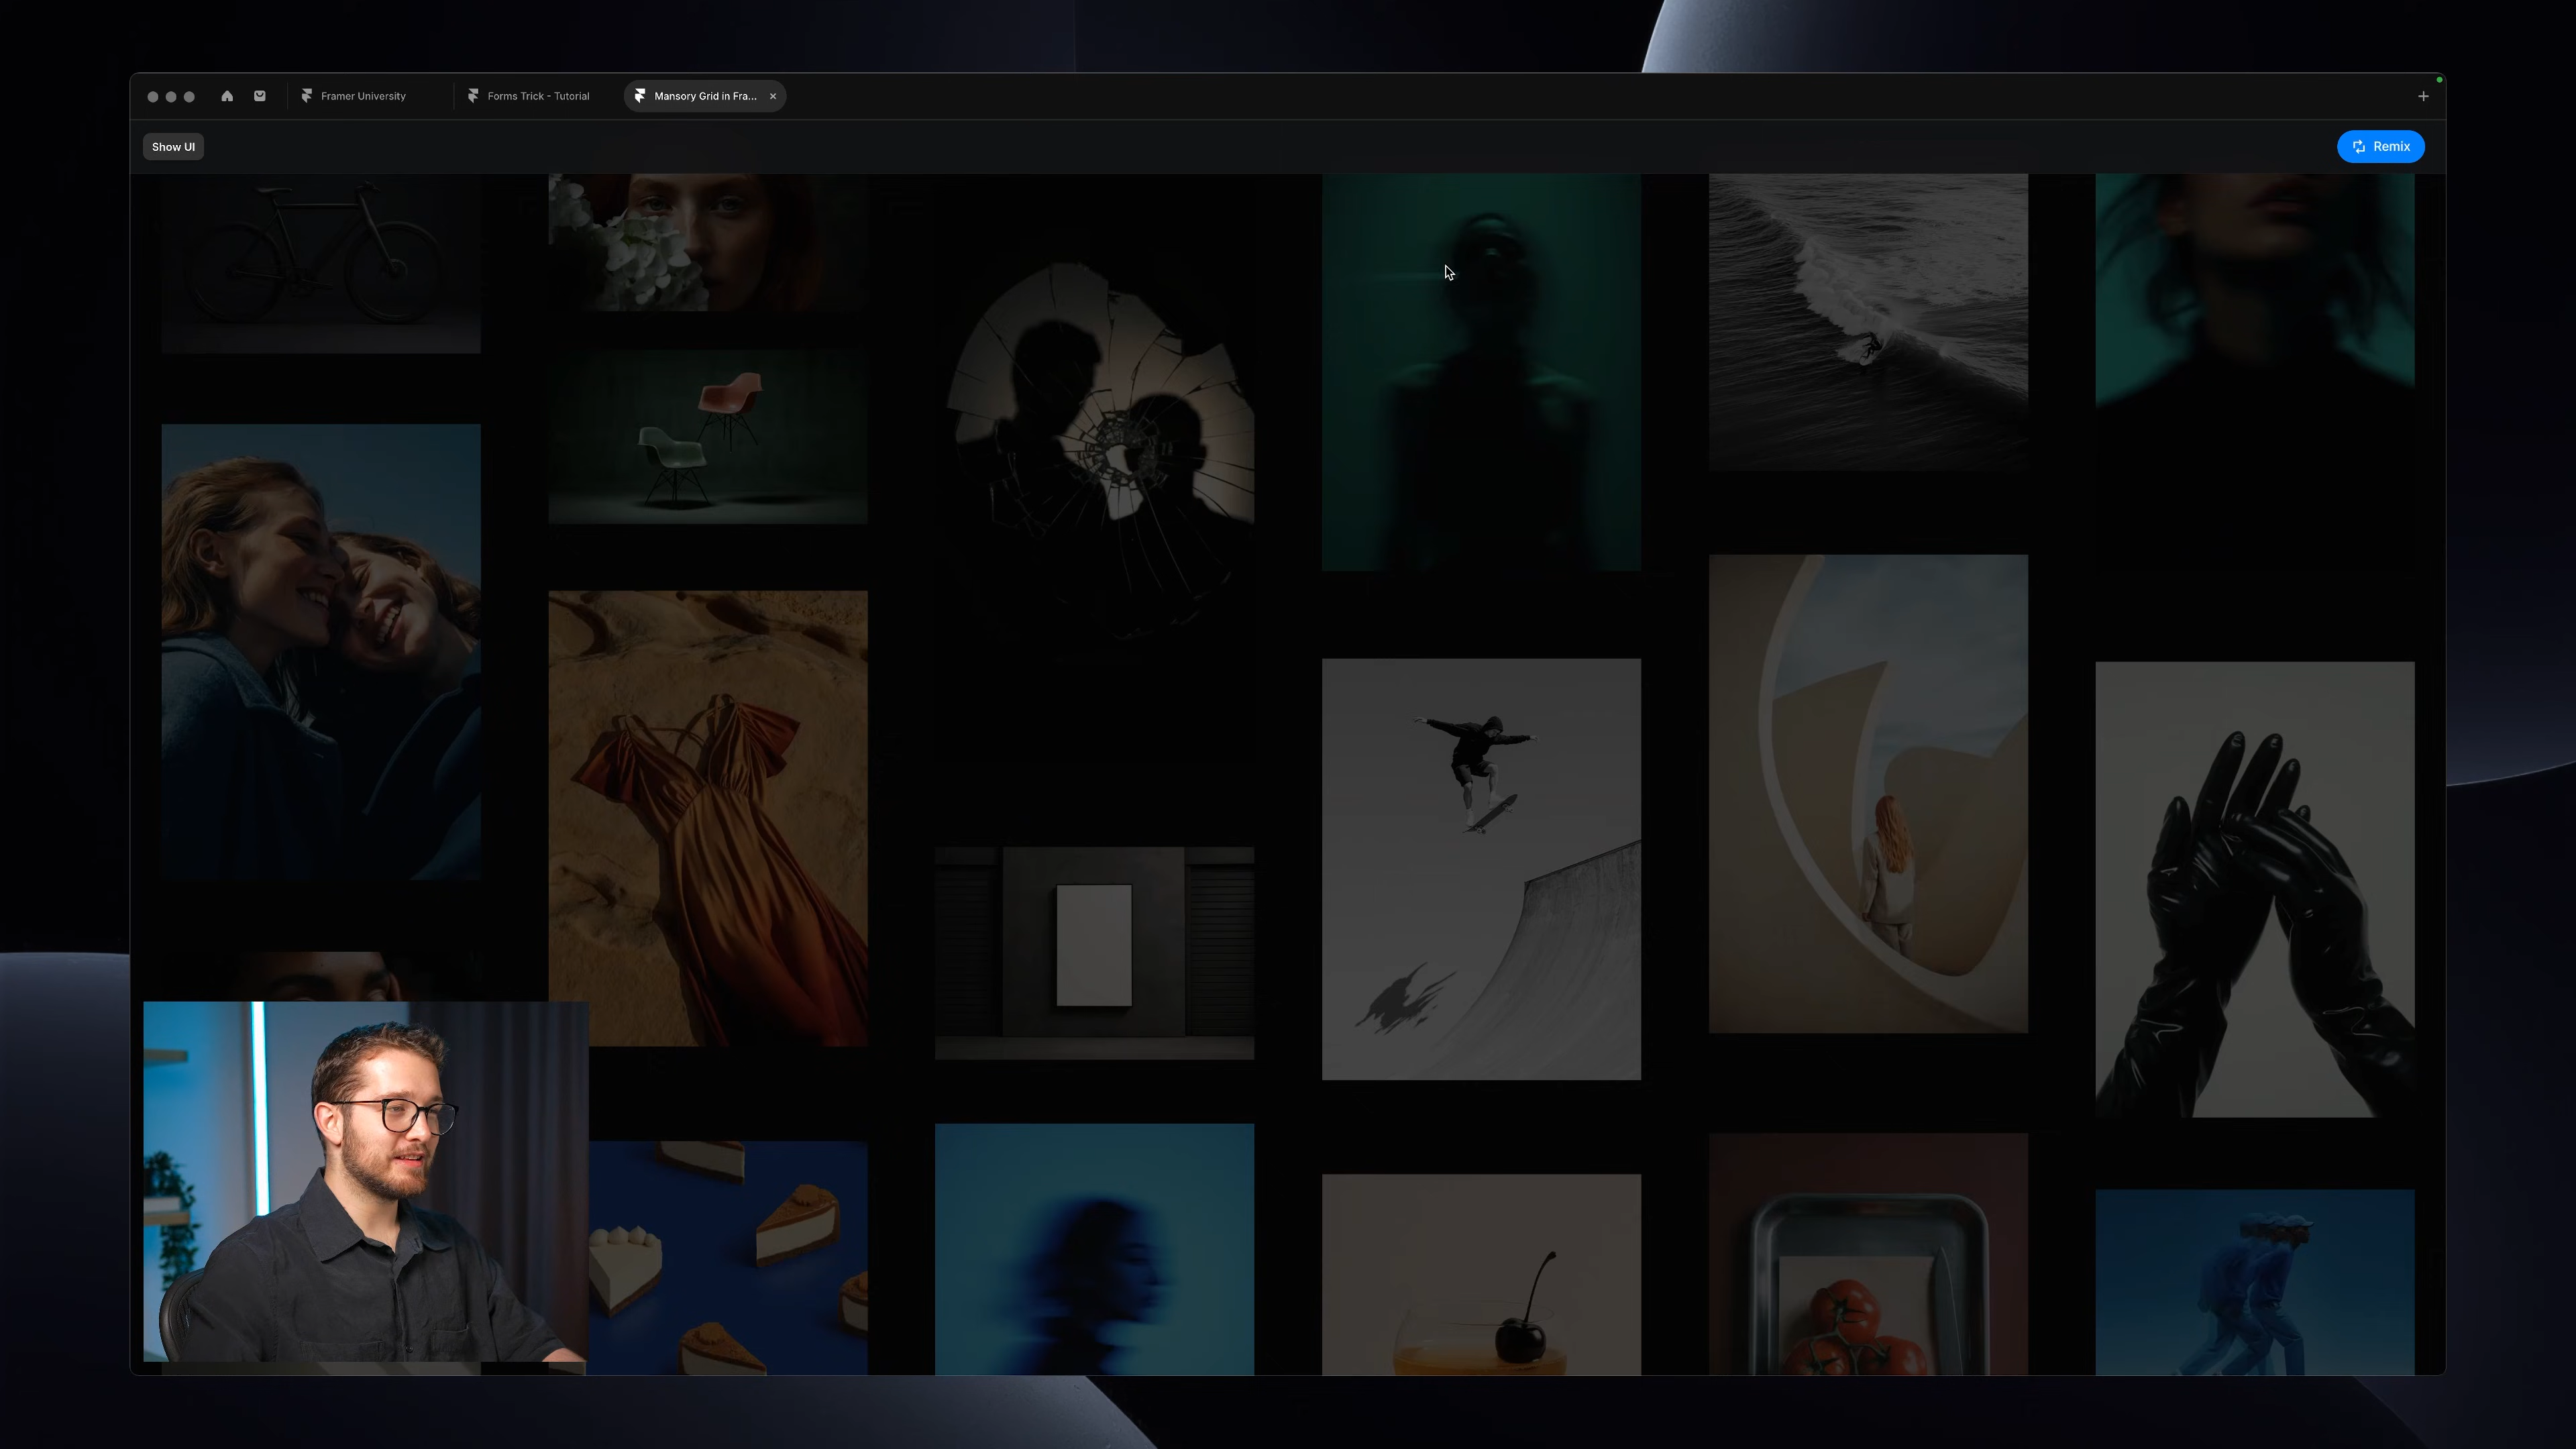 Framer University
Forms Trick - Tutorial
Mansory Grid in Fra...
Show UI
Remix